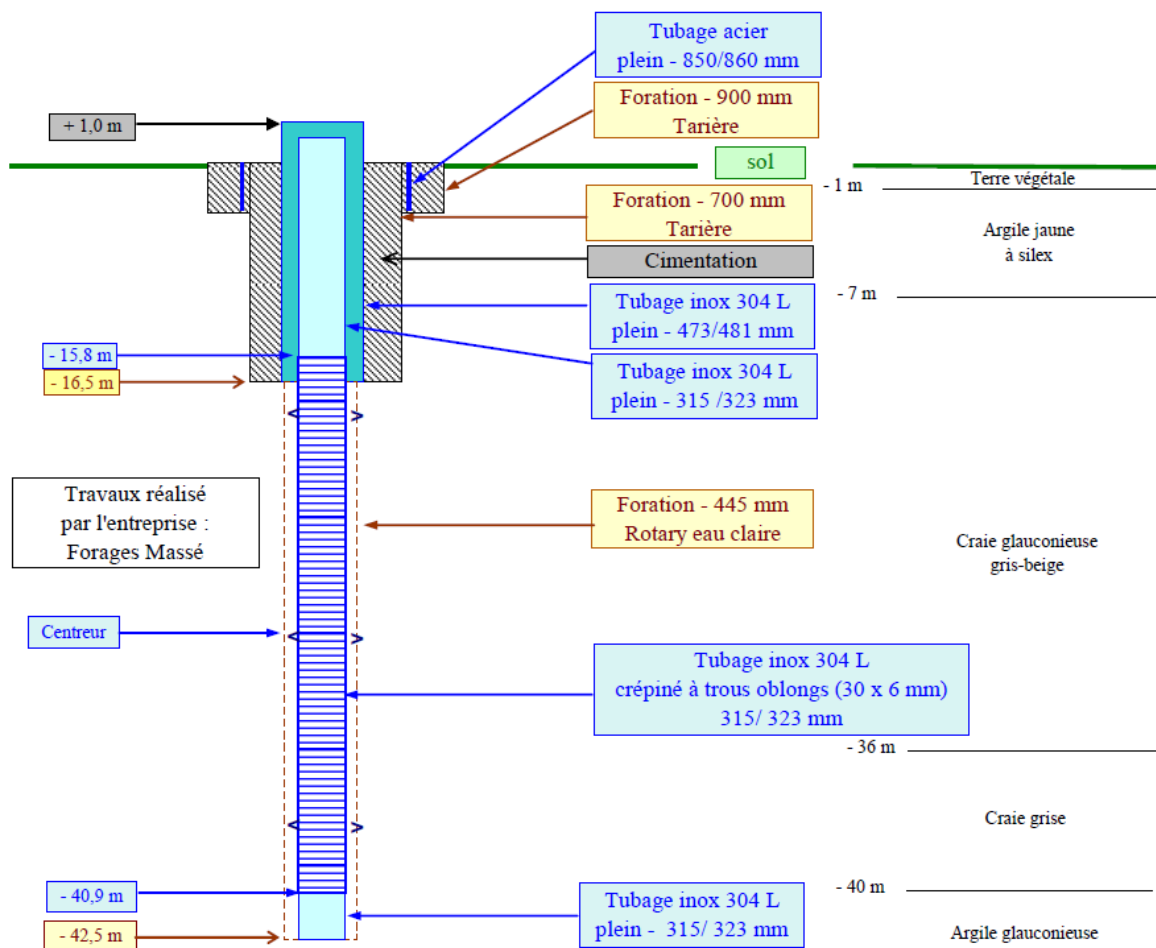 Tubage acier
plein - 850/860 mm
Foration - 900 mm
Tarière
+ 1,0 m
sol
- 1 m
Terre végétale
Foration - 700 mm
Tarière
Argile jaune
à silex
Cimentation
- 7 m
Tubage inox 304 L
plein - 473/481 mm
- 15,8 m
- 16,5 m
Tubage inox 304 L
plein - 315 /323 mm
Travaux réalisé
par l'entreprise :
Forages Massé
Foration - 445 mm
Rotary eau claire
Craie glauconieuse
gris-beige
Centreur
Tubage inox 304 L
crépiné à trous oblongs (30 x 6 mm)
315/ 323 mm
- 36 m
Craie grise
- 40,9 m
- 40 m
Tubage inox 304 L
plein -  315/ 323 mm
- 42,5 m
Argile glauconieuse